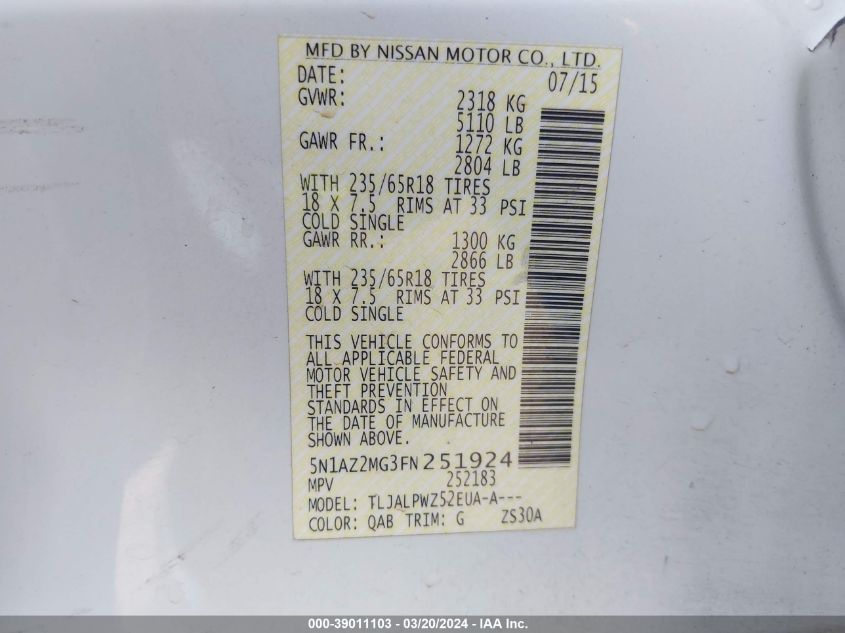 MFD BY NISSAN MOTOR CO., LTD.
DATE: 07/15
GVWR: 2318 KG
5110 LB
GAWR FR.: 1272 KG
2804 LB
WITH 235/65R18 TIRES
18 X 7.5 RIMS AT 33 PSI
COLD SINGLE
GAWR RR.: 1300 KG
2866 LB
WITH 235/65R18 TIRES
18 X 7.5 RIMS AT 33 PSI
COLD SINGLE
THIS VEHICLE CONFORMS TO
ALL APPLICABLE FEDERAL
MOTOR VEHICLE SAFETY AND
THEFT PREVENTION
STANDARDS IN EFFECT ON
THE DATE OF MANUFACTURE
SHOWN ABOVE.
5N1AZ2MG3FN251924
MPV 252183
MODEL: TLJALPWZ52EUA-A---
COLOR: QAB TRIM: G ZS30A
000-39011103 - 03/20/2024 - IAA Inc.